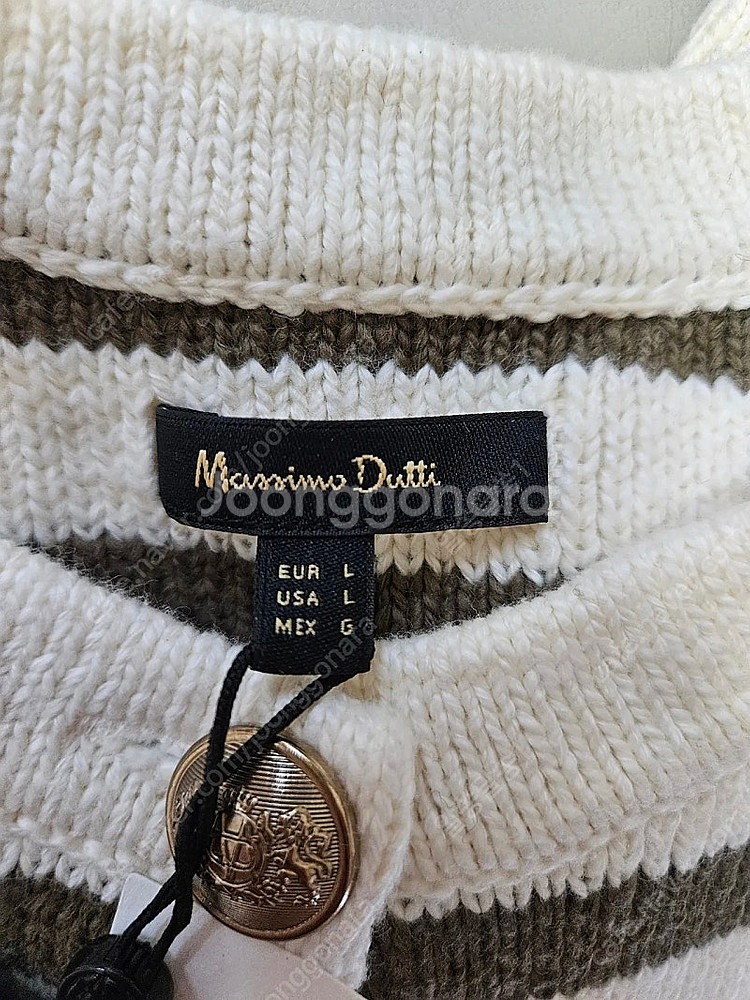 Massimo Dutti
Joonggonara
EUR L
USA L
MEX G